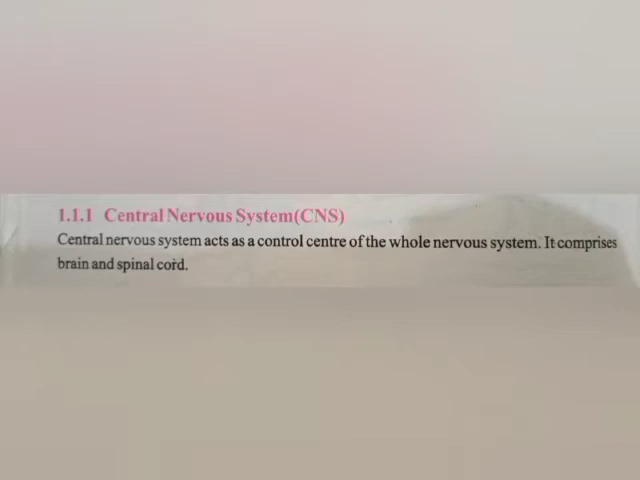 1.1.1 Central Nervous System(CNS)
Central nervous system acts as a control centre of the whole nervous system. It comprises
brain and spinal cord.